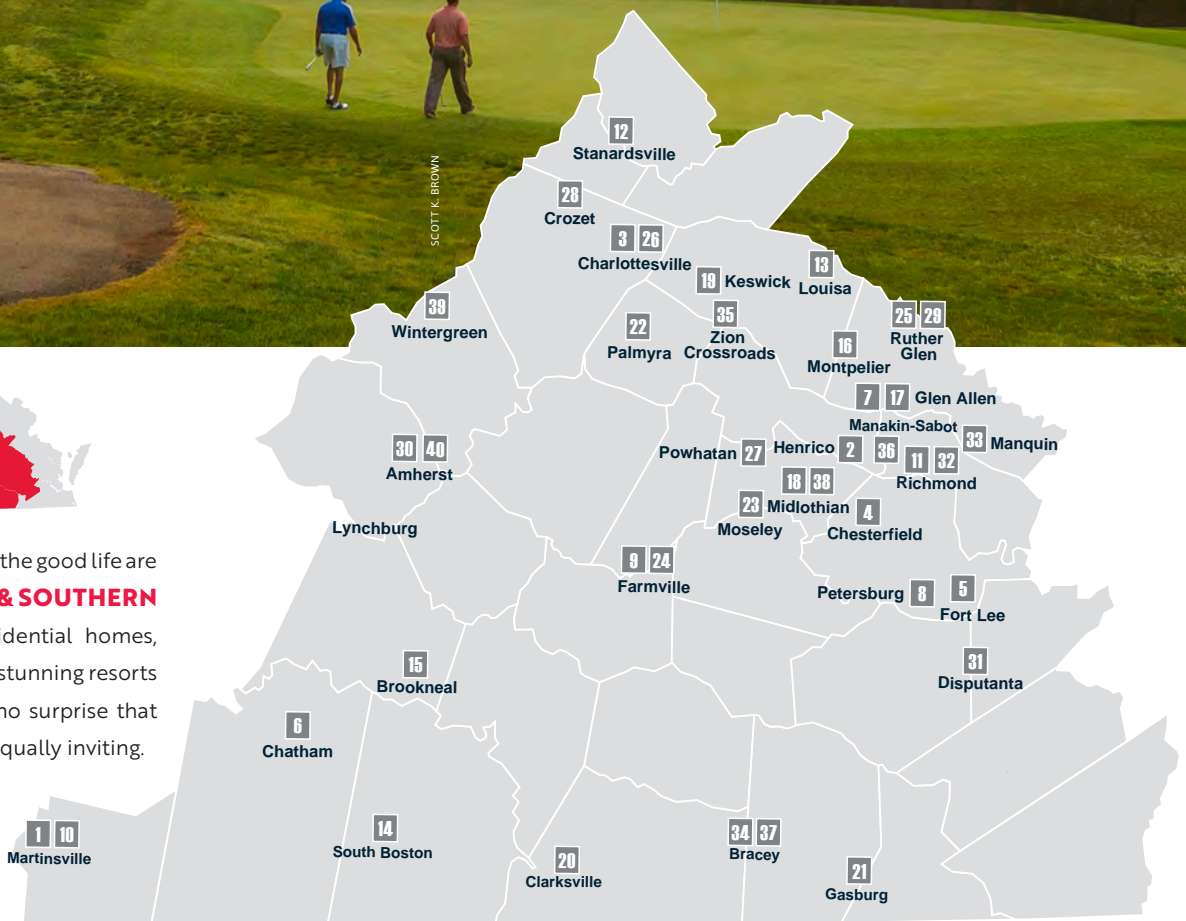 SCOTT K. BROWN
12
Stanardsville
28
Crozet
3 26
Charlottesville
19 Keswick
13
Louisa
39
Wintergreen
22
Palmyra
35
Zion
Crossroads
16
Montpelier
25 29
Ruther
Glen
7 17 Glen Allen
Manakin-Sabot
36
Henrico 2
33 Manquin
11 32
Richmond
Powhatan 27
18 38
Midlothian
23
Moseley
4
Chesterfield
30 40
Amherst
Lynchburg
9 24
Farmville
Petersburg 8
5
Fort Lee
31
Disputanta
15
Brookneal
6
Chatham
the good life are
& SOUTHERN
idential homes,
stunning resorts
no surprise that
qually inviting.
1 10
Martinsville
14
South Boston
20
Clarksville
34 37
Bracey
21
Gasburg